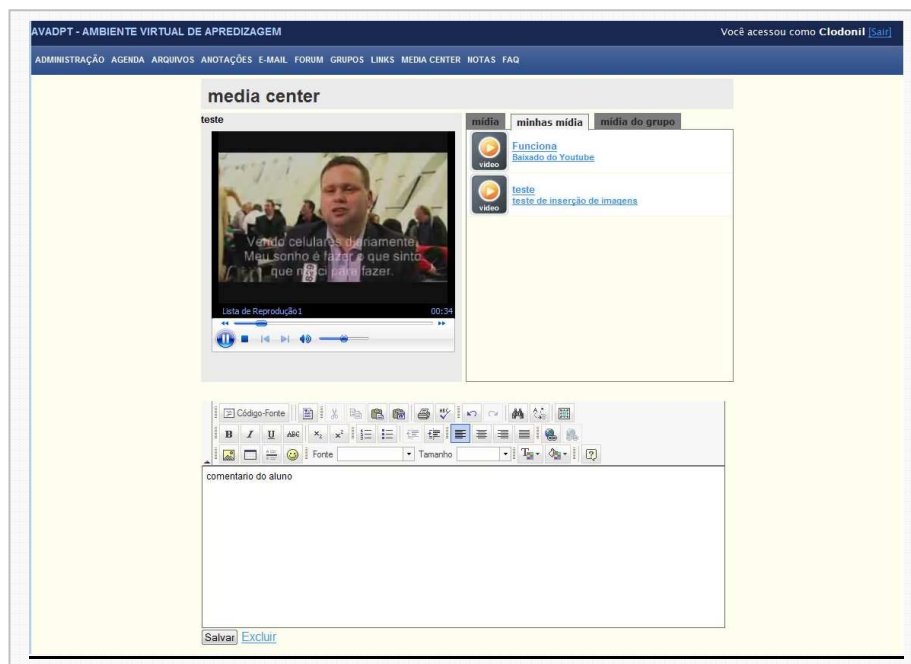 AVADPT - AMBIENTE VIRTUAL DE APREDIZAGEM
Você acessou como Clodonil [Sair]
ADMINISTRAÇÃO AGENDA ARQUIVOS ANOTAÇÕES E-MAIL FORUM GRUPOS LINKS MEDIA CENTER NOTAS FAQ
media center
teste
Vendo celulares diariamente.
Meu sonho é fazer o que sinto
que nasci para fazer.
Lista de Reprodução1 00:34
mídia minhas mídia mídia do grupo
video
Funciona
Baixado do Youtube
video
teste
teste de inserção de imagens
Código-Fonte
B I U ABC x₂ x²
Fonte Tamanho
comentario do aluno
Salvar Excluir